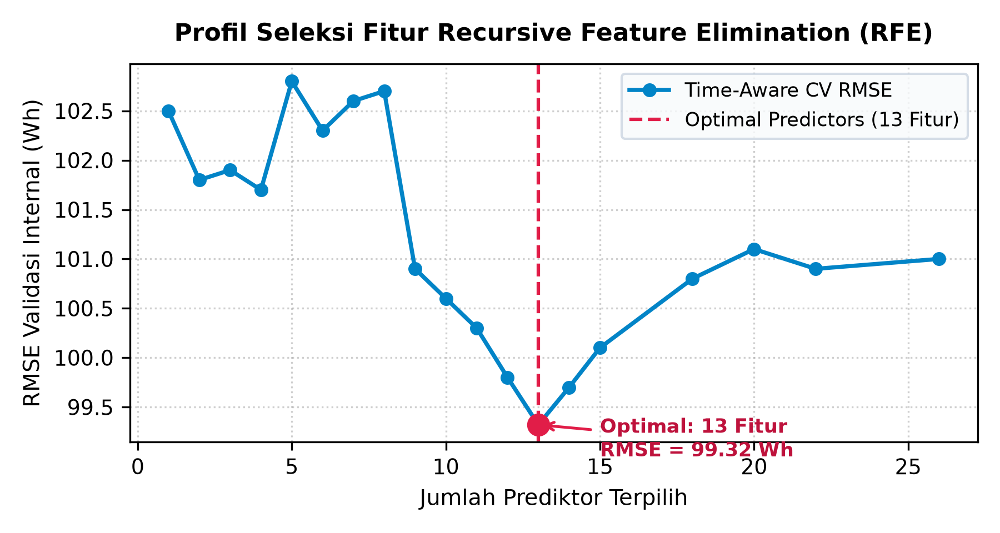 Profil Seleksi Fitur Recursive Feature Elimination (RFE)
RMSE Validasi Internal (Wh)
102.5
102.0
101.5
101.0
100.5
100.0
99.5
Time-Aware CV RMSE
Optimal Predictors (13 Fitur)
Optimal: 13 Fitur
RMSE = 99.32 Wh
0
5
10
15
20
25
Jumlah Prediktor Terpilih